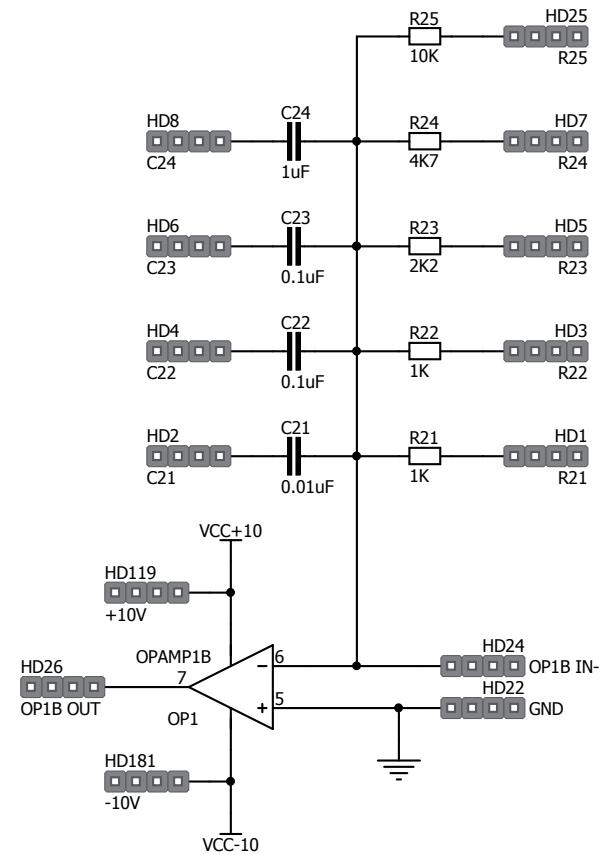 R25
HD25
10K
R25
HD8
C24
R24
HD7
C24
1uF
4K7
R24
HD6
C23
R23
HD5
C23
0.1uF
2K2
R23
HD4
C22
R22
HD3
C22
0.1uF
1K
R22
HD2
C21
R21
HD1
C21
0.01uF
1K
R21
VCC+10
HD119
+10V
OPAMP1B
6
HD24
OP1B IN-
HD26
7
−
OP1B OUT
OP1
+
5
HD22
GND
HD181
-10V
VCC-10